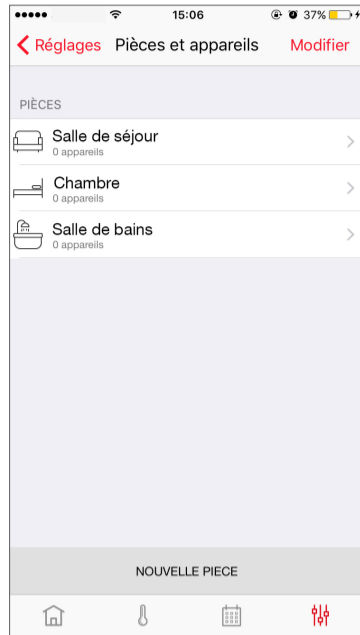 15:06 37%
Réglages Pièces et appareils Modifier
PIÈCES
Salle de séjour
0 appareils
Chambre
0 appareils
Salle de bains
0 appareils
NOUVELLE PIECE